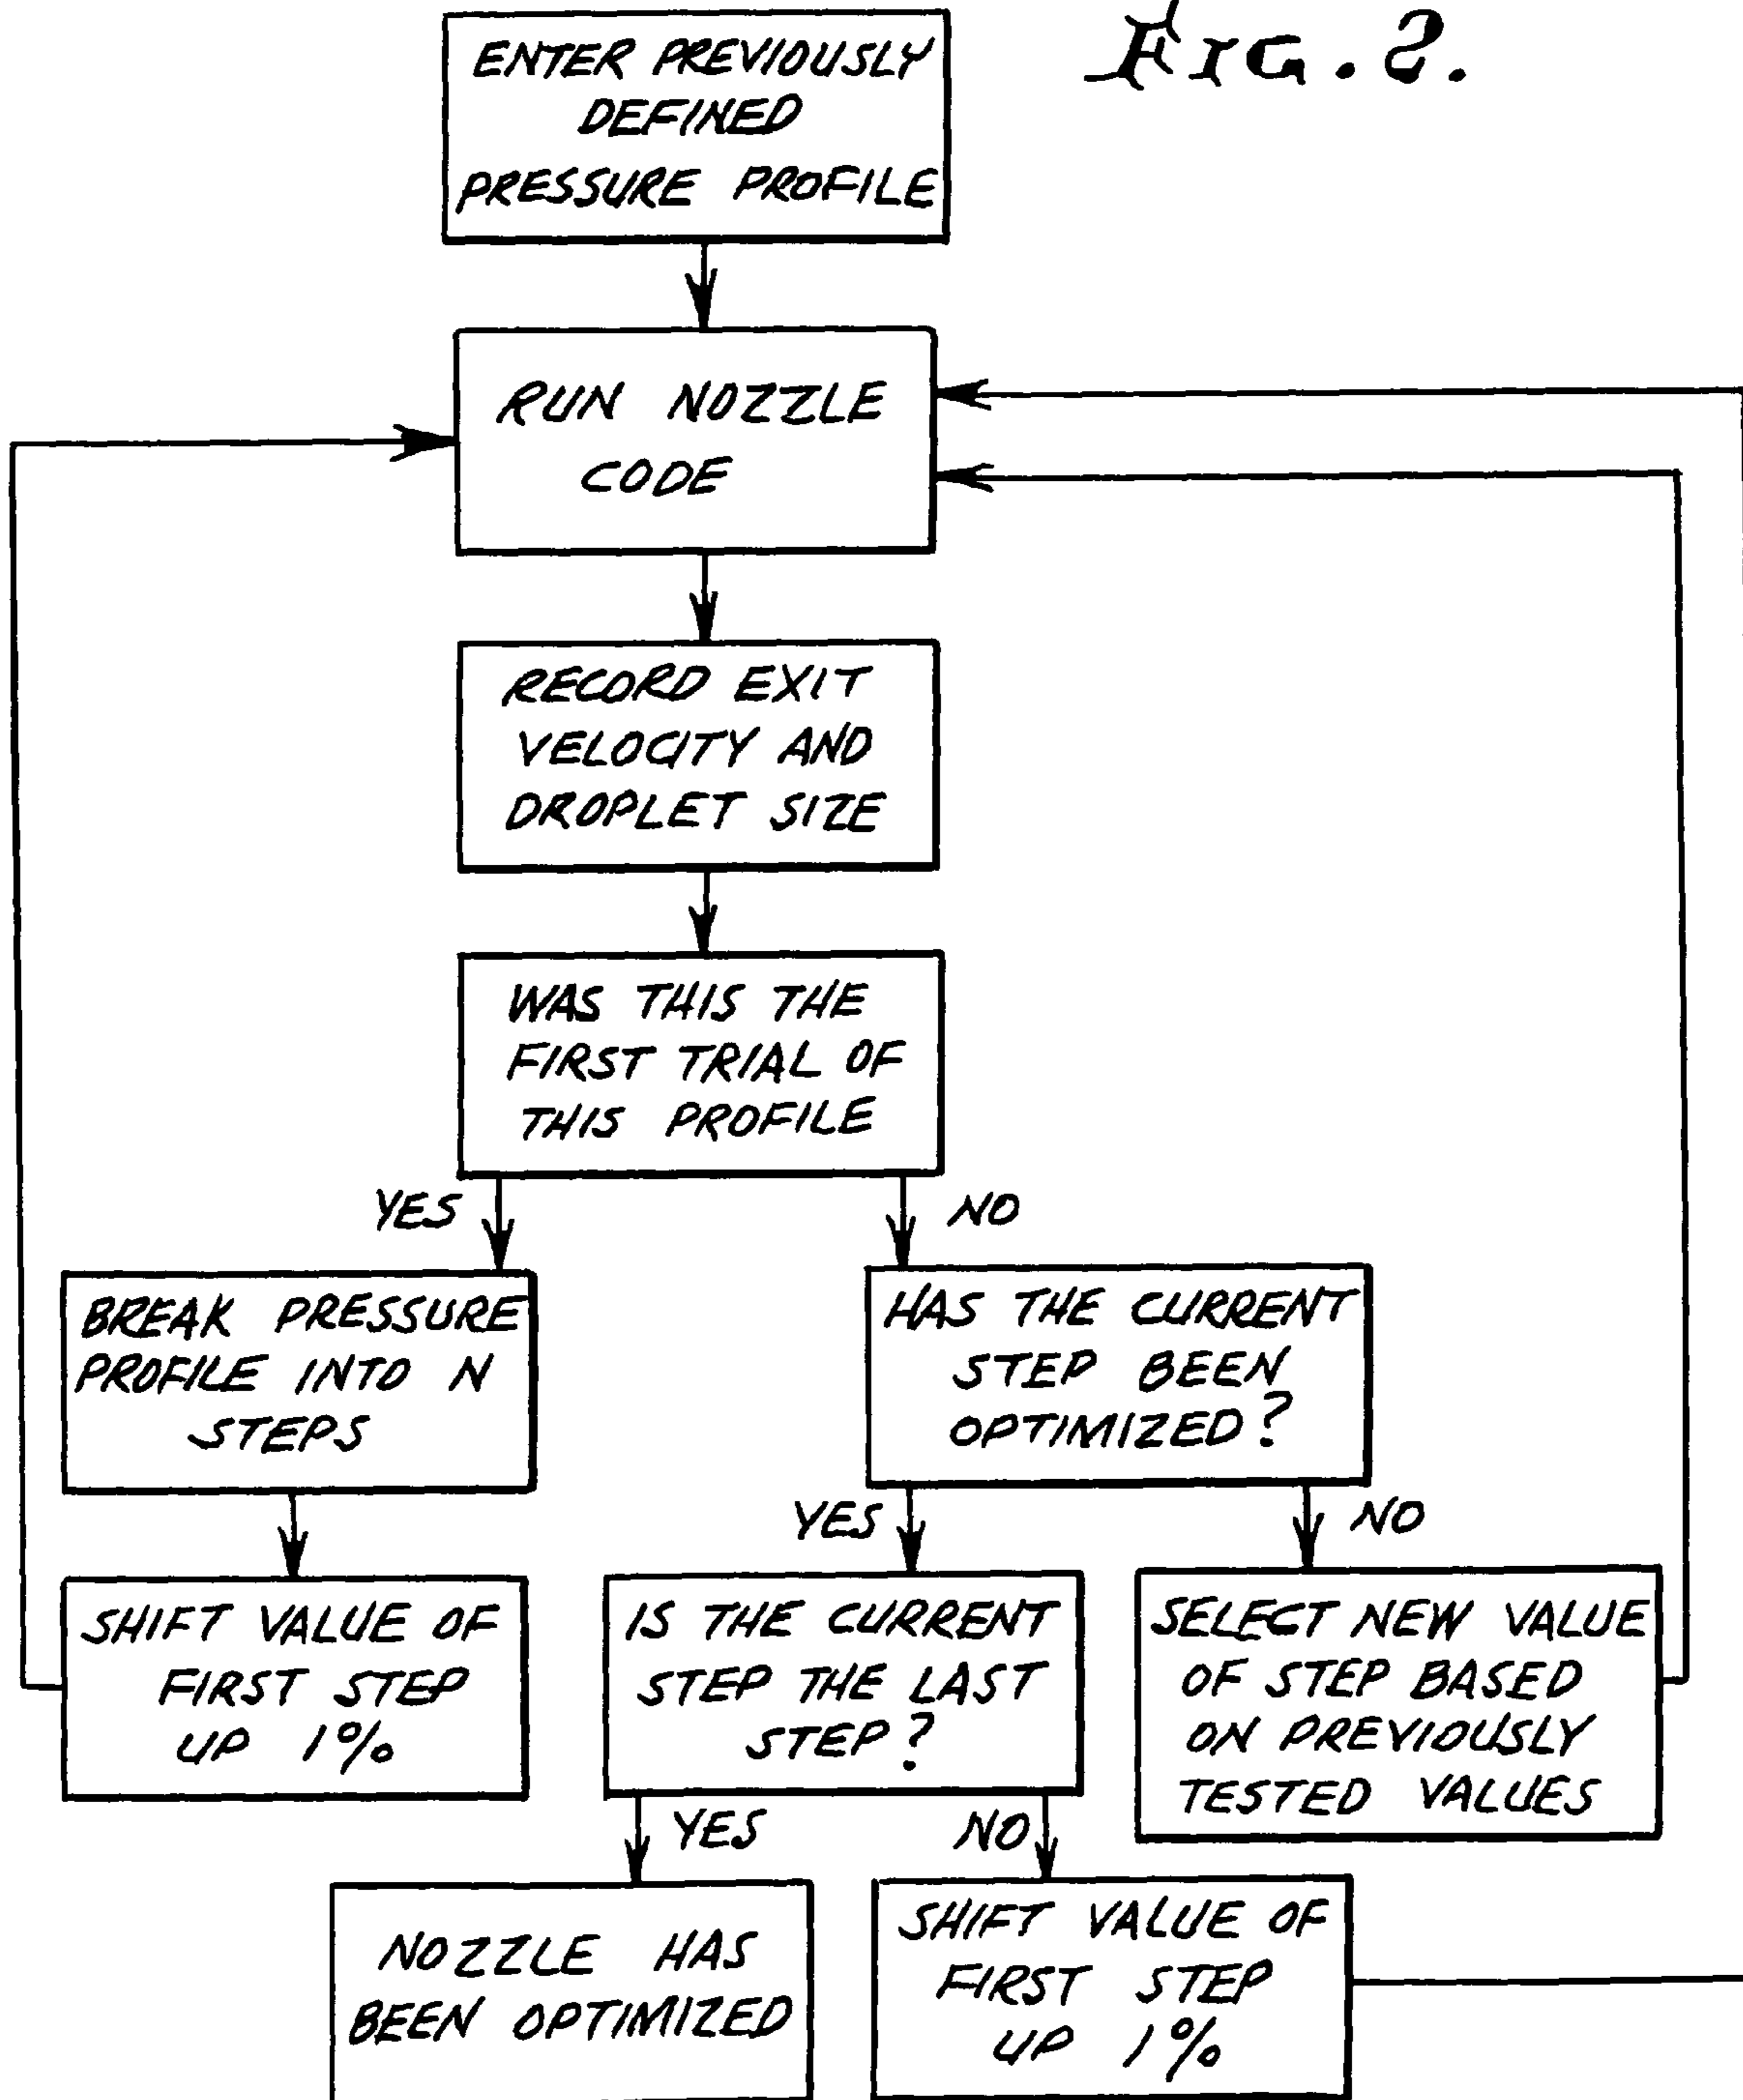 FIG. 2.
ENTER PREVIOUSLY
DEFINED
PRESSURE PROFILE
RUN NOZZLE
CODE
RECORD EXIT
VELOCITY AND
DROPLET SIZE
WAS THIS THE
FIRST TRIAL OF
THIS PROFILE
YES
NO
BREAK PRESSURE
PROFILE INTO N
STEPS
HAS THE CURRENT
STEP BEEN
OPTIMIZED?
YES
NO
SHIFT VALUE OF
FIRST STEP
UP 1%
IS THE CURRENT
STEP THE LAST
STEP?
SELECT NEW VALUE
OF STEP BASED
ON PREVIOUSLY
TESTED VALUES
YES
NO
NOZZLE HAS
BEEN OPTIMIZED
SHIFT VALUE OF
FIRST STEP
UP 1%